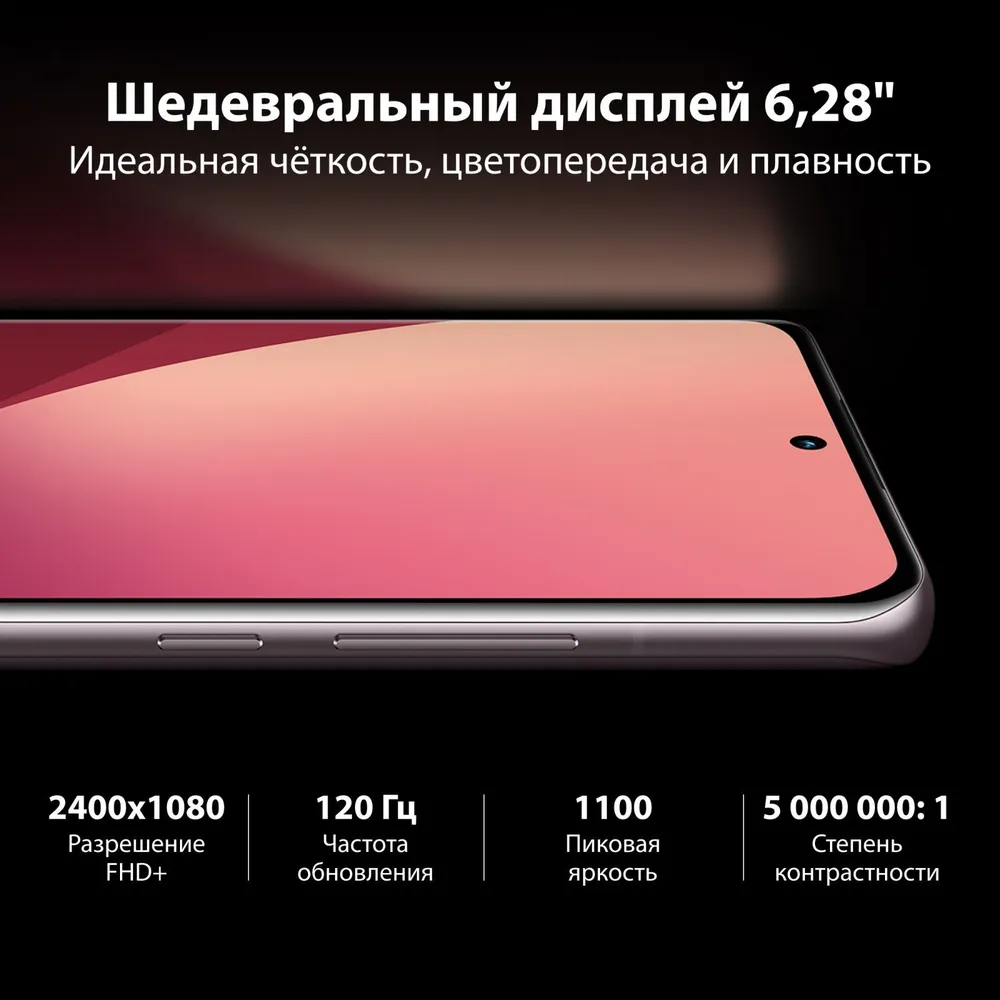 Шедевральный дисплей 6,28"
Идеальная чёткость, цветопередача и плавность
2400x1080
Разрешение
FHD+
120 Гц
Частота
обновления
1100
Пиковая
яркость
5 000 000: 1
Степень
контрастности